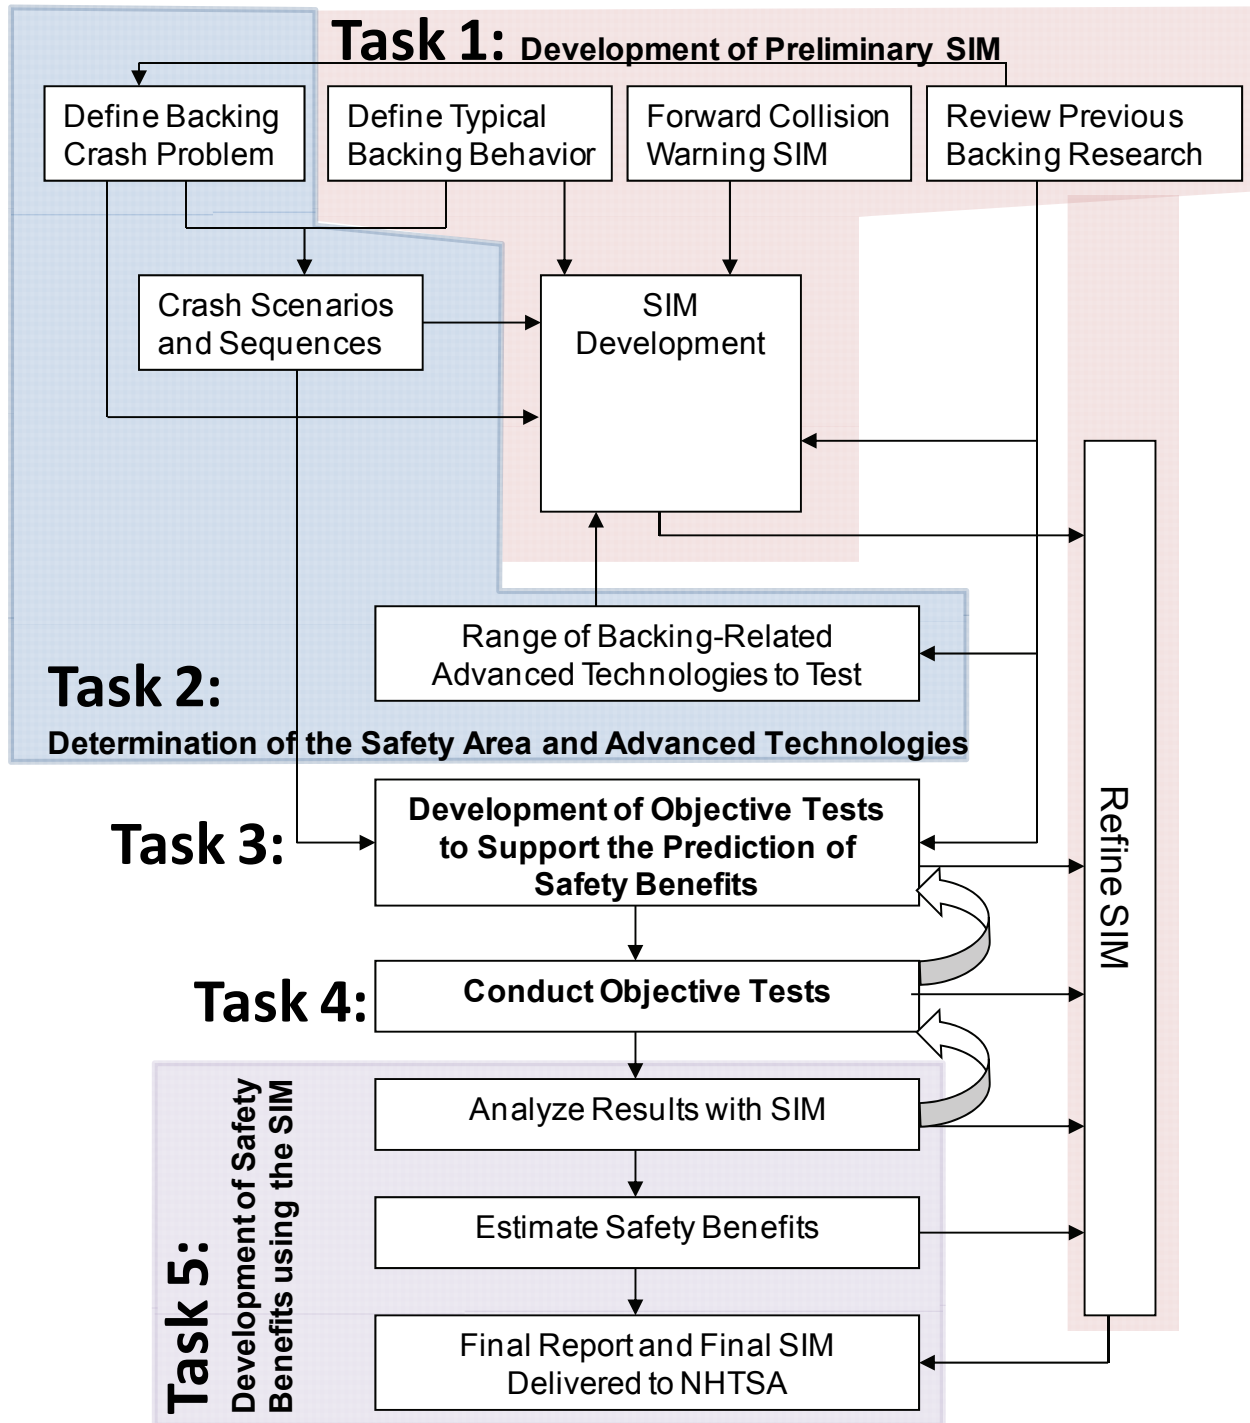 Task 1: Development of Preliminary SIM
Define Backing
Crash Problem
Define Typical
Backing Behavior
Forward Collision
Warning SIM
Review Previous
Backing Research
Crash Scenarios
and Sequences
SIM
Development
Range of Backing-Related
Advanced Technologies to Test
Task 2:
Determination of the Safety Area and Advanced Technologies
Task 3:
Development of Objective Tests
to Support the Prediction of
Safety Benefits
Refine SIM
Task 4:
Conduct Objective Tests
Task 5:
Development of Safety
Benefits using the SIM
Analyze Results with SIM
Estimate Safety Benefits
Final Report and Final SIM
Delivered to NHTSA